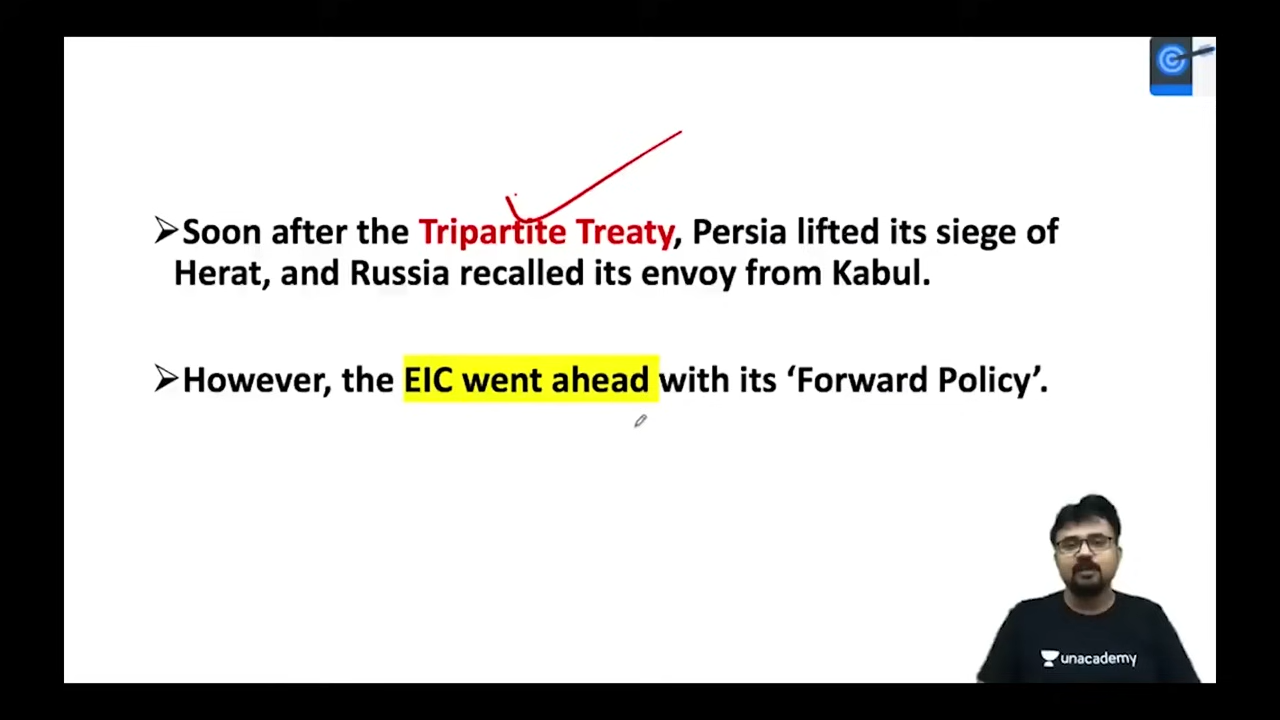 ➢Soon after the Tripartite Treaty, Persia lifted its siege of
Herat, and Russia recalled its envoy from Kabul.
➢However, the EIC went ahead with its ‘Forward Policy’.
unacademy